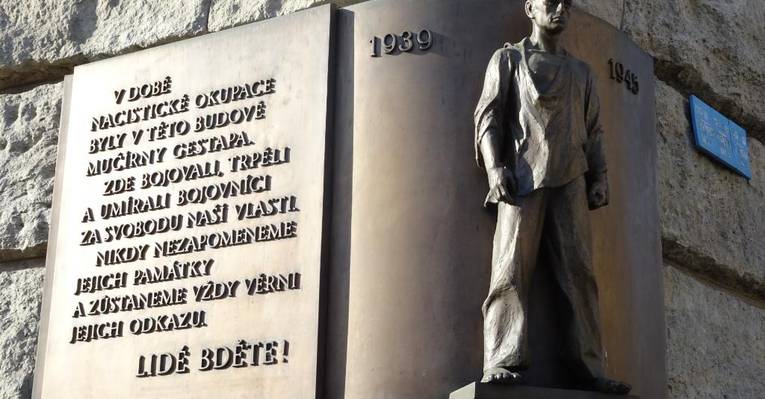 V DOBĚ
NACISTICKÉ OKUPACE
BYLY V TÉTO BUDOVĚ
MUČÍRNY GESTAPA.
ZDE BOJOVALI, TRPĚLI
A UMÍRALI BOJOVNÍCI
ZA SVOBODU NAŠÍ VLASTI.
NIKDY NEZAPOMENEME
JEJICH PAMÁTKY
A ZŮSTANEME VŽDY VĚRNI
JEJICH ODKAZU.
LIDÉ BDĚTE!
1939
1945